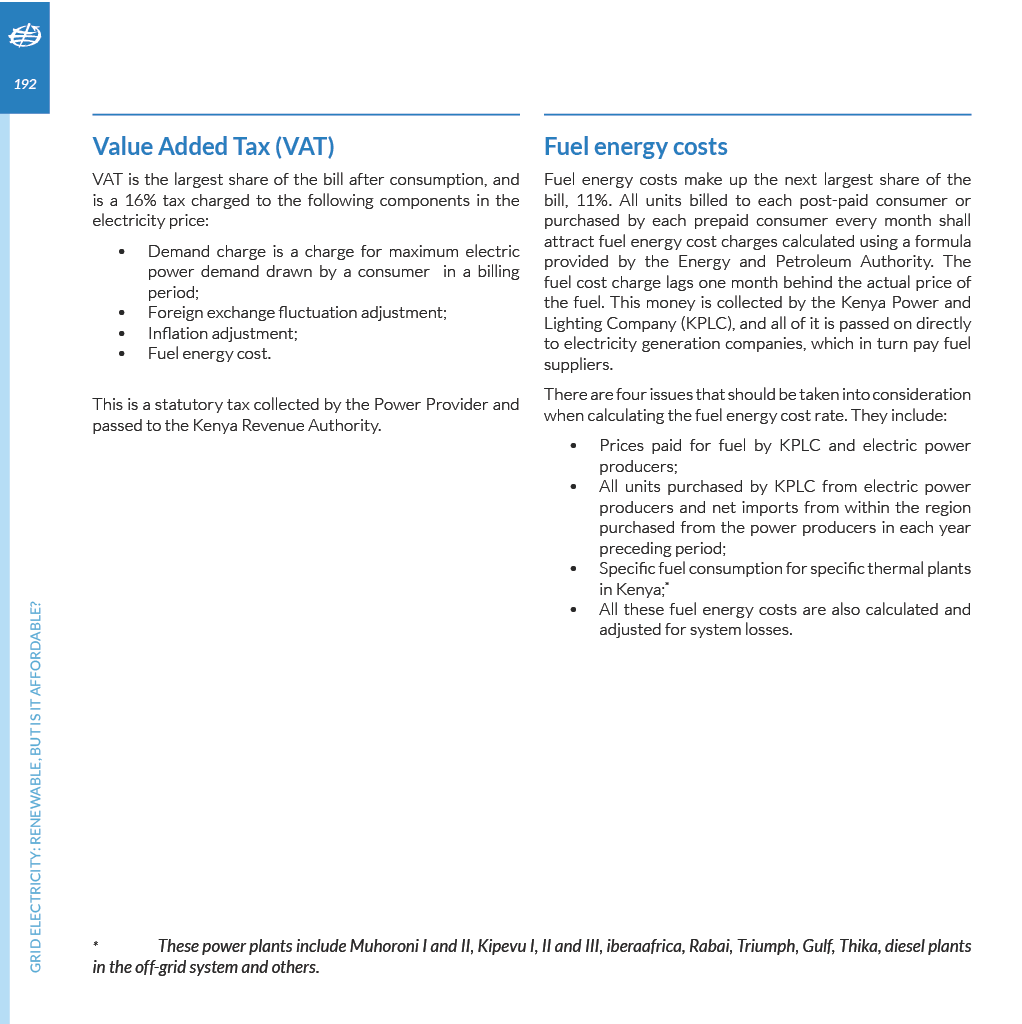 192
Value Added Tax (VAT)
VAT is the largest share of the bill after consumption, and
is a 16% tax charged to the following components in the
electricity price:
• Demand charge is a charge for maximum electric
power demand drawn by a consumer in a billing
period;
• Foreign exchange fluctuation adjustment;
• Inflation adjustment;
• Fuel energy cost.
This is a statutory tax collected by the Power Provider and
passed to the Kenya Revenue Authority.
Fuel energy costs
Fuel energy costs make up the next largest share of the
bill, 11%. All units billed to each post-paid consumer or
purchased by each prepaid consumer every month shall
attract fuel energy cost charges calculated using a formula
provided by the Energy and Petroleum Authority. The
fuel cost charge lags one month behind the actual price of
the fuel. This money is collected by the Kenya Power and
Lighting Company (KPLC), and all of it is passed on directly
to electricity generation companies, which in turn pay fuel
suppliers.
There are four issues that should be taken into consideration
when calculating the fuel energy cost rate. They include:
• Prices paid for fuel by KPLC and electric power
producers;
• All units purchased by KPLC from electric power
producers and net imports from within the region
purchased from the power producers in each year
preceding period;
• Specific fuel consumption for specific thermal plants
in Kenya;*
• All these fuel energy costs are also calculated and
adjusted for system losses.
GRID ELECTRICITY: RENEWABLE, BUT IS IT AFFORDABLE?
* These power plants include Muhoroni I and II, Kipevu I, II and III, iberaafrica, Rabai, Triumph, Gulf, Thika, diesel plants
in the off-grid system and others.